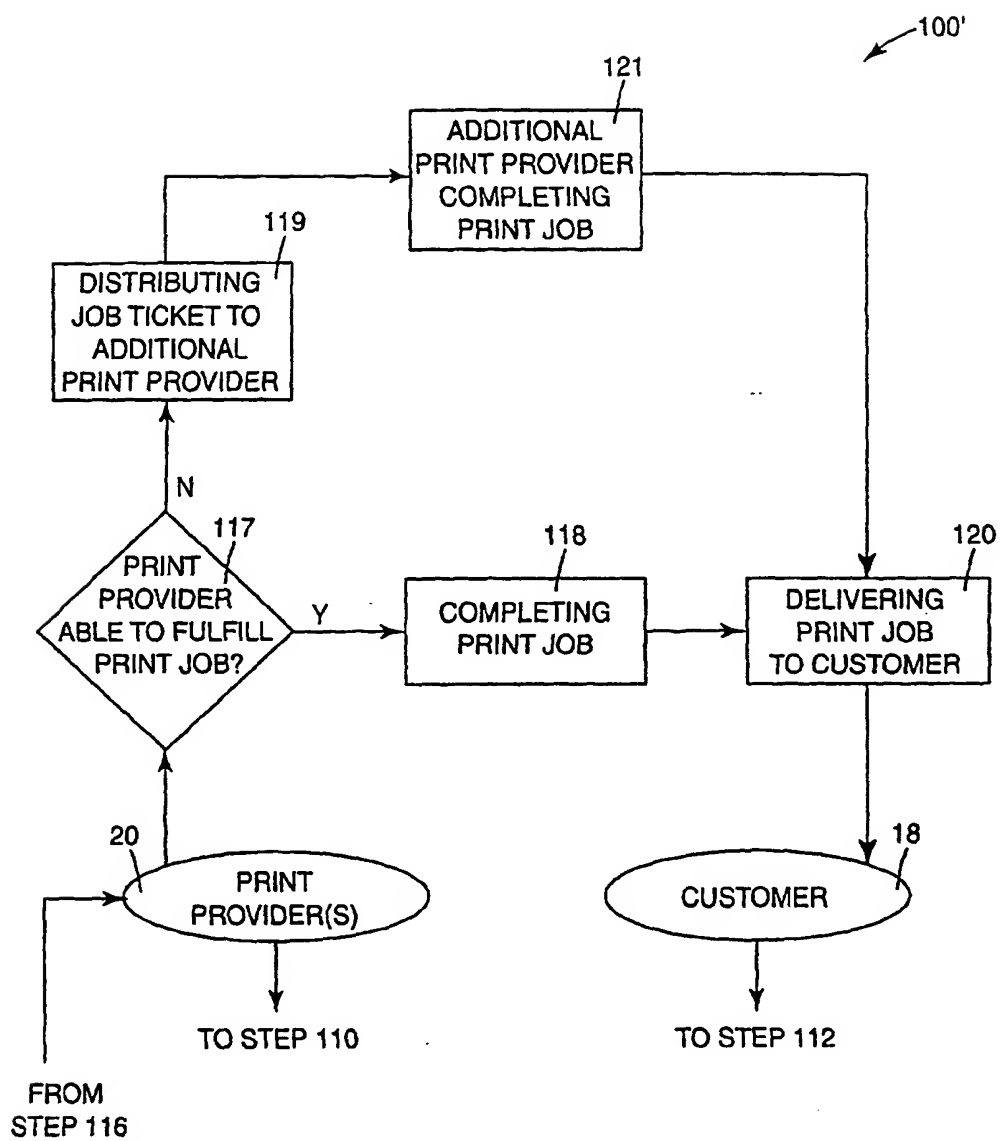 100'
121
ADDITIONAL
PRINT PROVIDER
COMPLETING
PRINT JOB
119
DISTRIBUTING
JOB TICKET TO
ADDITIONAL
PRINT PROVIDER
N
117
PRINT
PROVIDER
ABLE TO FULFILL
PRINT JOB?
Y
118
COMPLETING
PRINT JOB
120
DELIVERING
PRINT JOB
TO CUSTOMER
20
PRINT
PROVIDER(S)
18
CUSTOMER
TO STEP 110
TO STEP 112
FROM
STEP 116